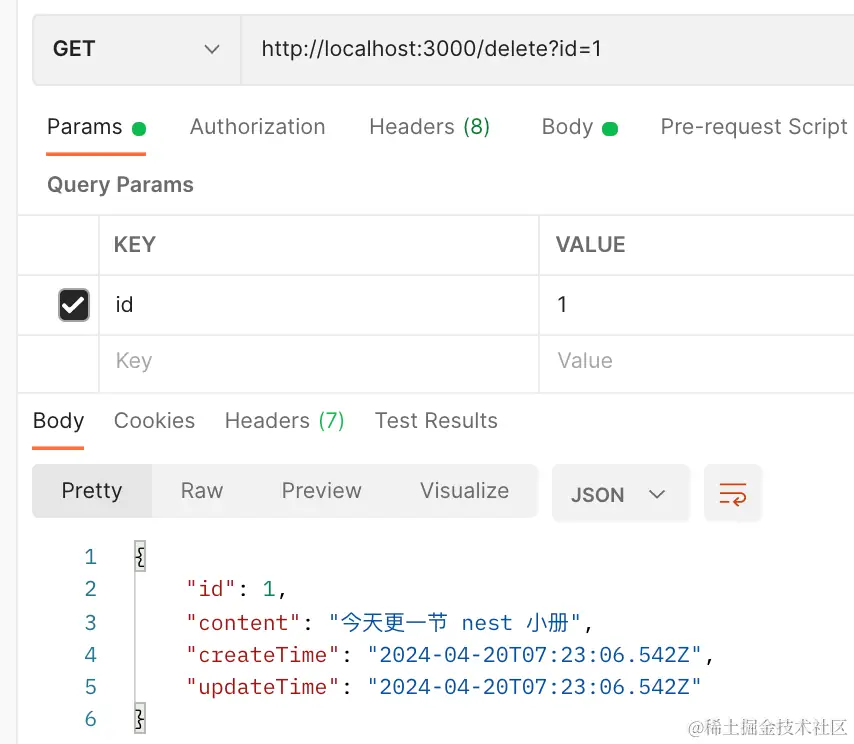 GET http://localhost:3000/delete?id=1
Params Authorization Headers (8) Body Pre-request Script
Query Params
KEY VALUE
id 1
Key Value
Body Cookies Headers (7) Test Results
Pretty Raw Preview Visualize JSON
1 {
2 "id": 1,
3 "content": "今天更一节 nest 小册",
4 "createTime": "2024-04-20T07:23:06.542Z",
5 "updateTime": "2024-04-20T07:23:06.542Z"
6 }
@稀土掘金技术社区